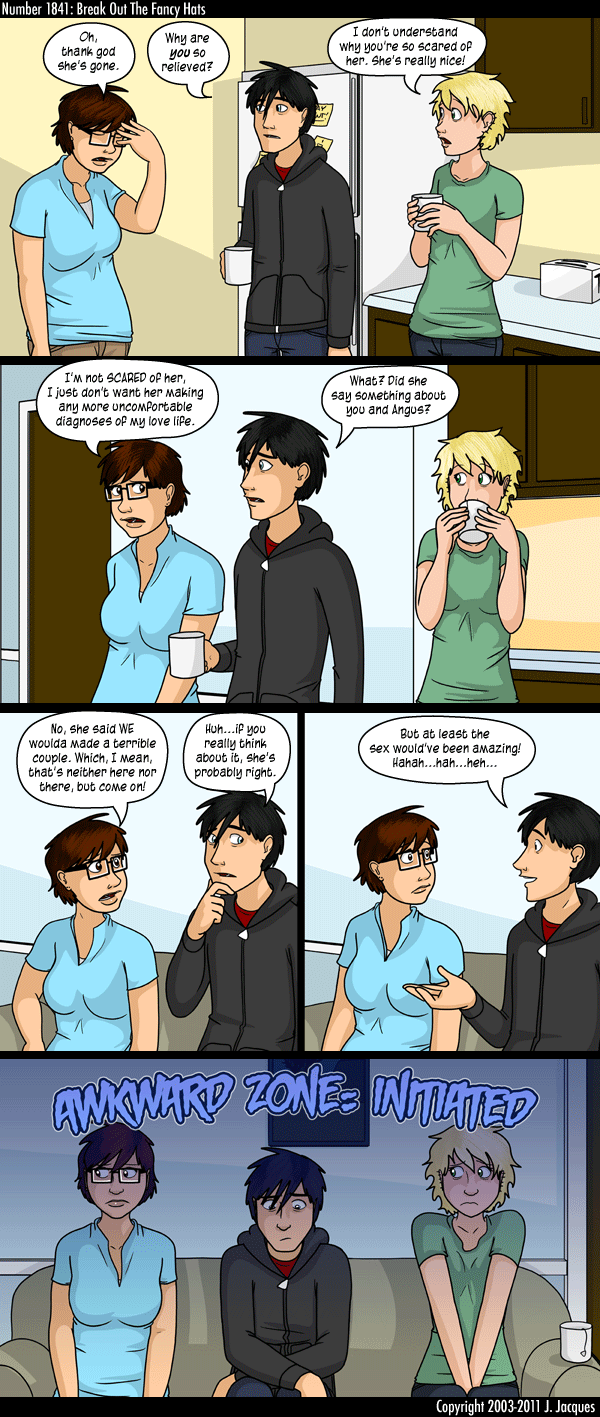 Number 1841: Break Out The Fancy Hats
Oh,
thank god
she's gone.
Why are
you so
relieved?
I don't understand
why you're so scared of
her. She's really nice!
I'm not SCARED of her,
I just don't want her making
any more uncomfortable
diagnoses of my love life.
What? Did she
say something about
you and Angus?
No, she said WE
woulda made a terrible
couple. Which, I mean,
that's neither here nor
there, but come on!
Huh...if you
really think
about it, she's
probably right.
But at least the
sex would've been amazing!
Hahah...hah...heh...
AWKWARD ZONE: INITIATED
Copyright 2003-2011 J. Jacques